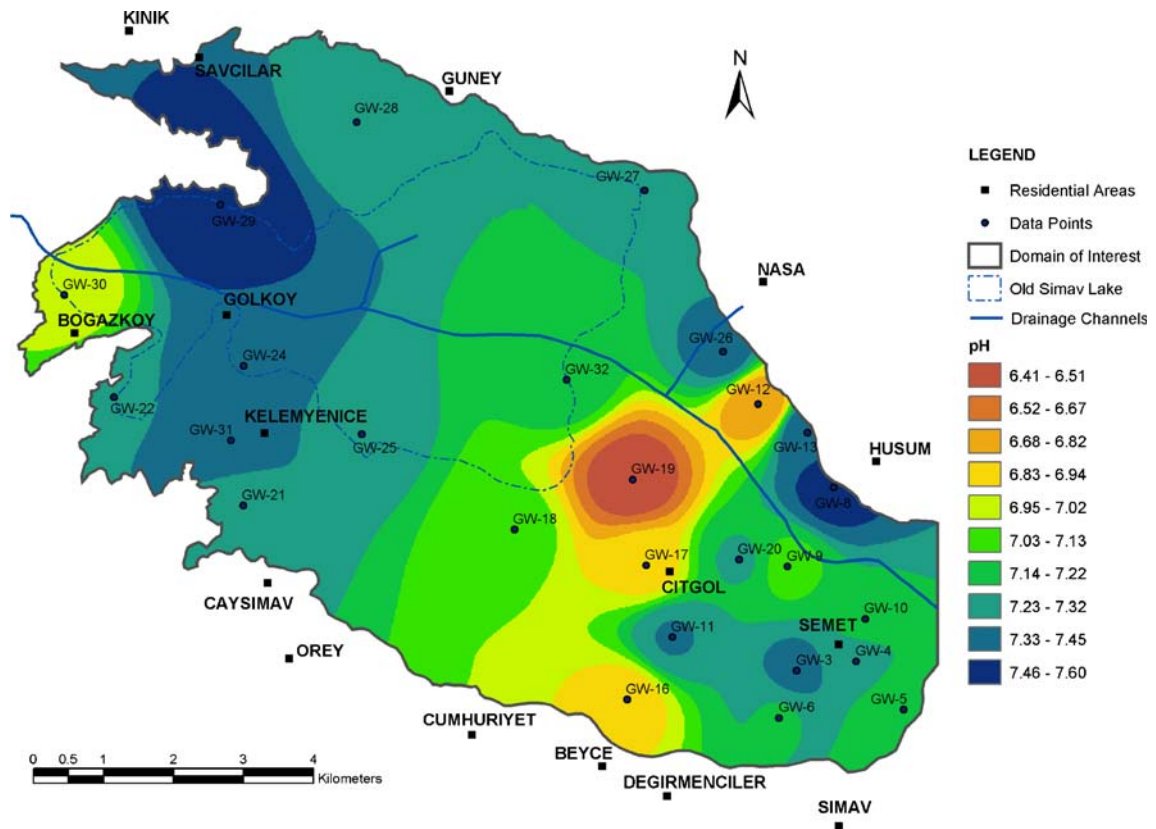 KINIK
SAVCILAR
GUNEY
GW-28
N
LEGEND
Residential Areas
Data Points
Domain of Interest
Old Simav Lake
Drainage Channels
pH
6.41 - 6.51
6.52 - 6.67
6.68 - 6.82
6.83 - 6.94
6.95 - 7.02
7.03 - 7.13
7.14 - 7.22
7.23 - 7.32
7.33 - 7.45
7.46 - 7.60
GW-27
GW-29
NASA
GW-30
GOLKOY
BOGAZKOY
GW-26
GW-24
GW-32
GW-12
GW-22
KELEMYENICE
GW-31
GW-25
GW-13
HUSUM
GW-19
GW-8
GW-21
GW-18
GW-17
GW-20
GW-9
CITGOL
CAYSIMAV
GW-10
GW-11
SEMET
OREY
GW-3
GW-4
GW-16
GW-6
GW-5
CUMHURIYET
BEYCE
DEGIRMENCILER
SIMAV
0 0.5 1 2 3 4
Kilometers